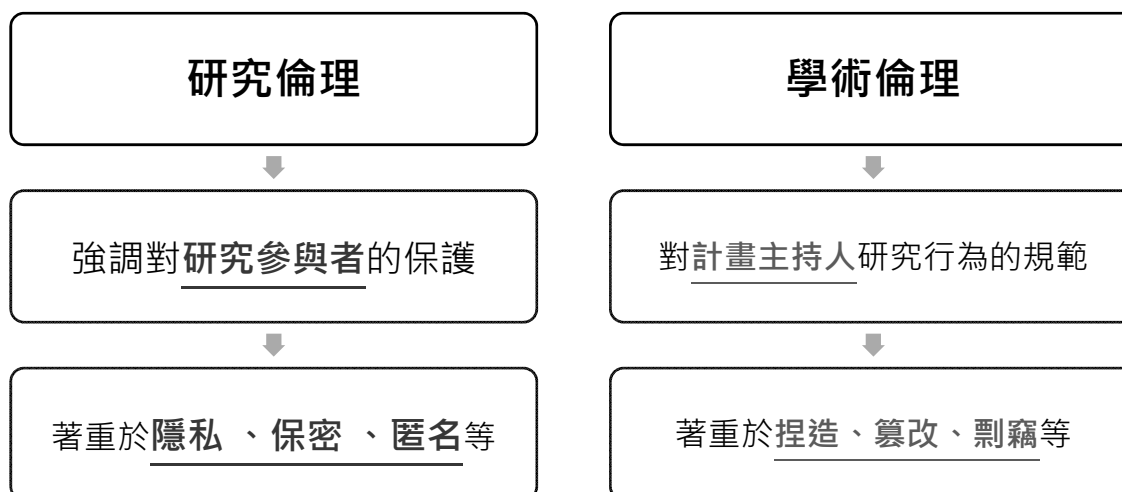 研究倫理
強調對研究參與者的保護
著重於隱私 、保密 、匿名等
學術倫理
對計畫主持人研究行為的規範
著重於捏造、篡改、剽竊等